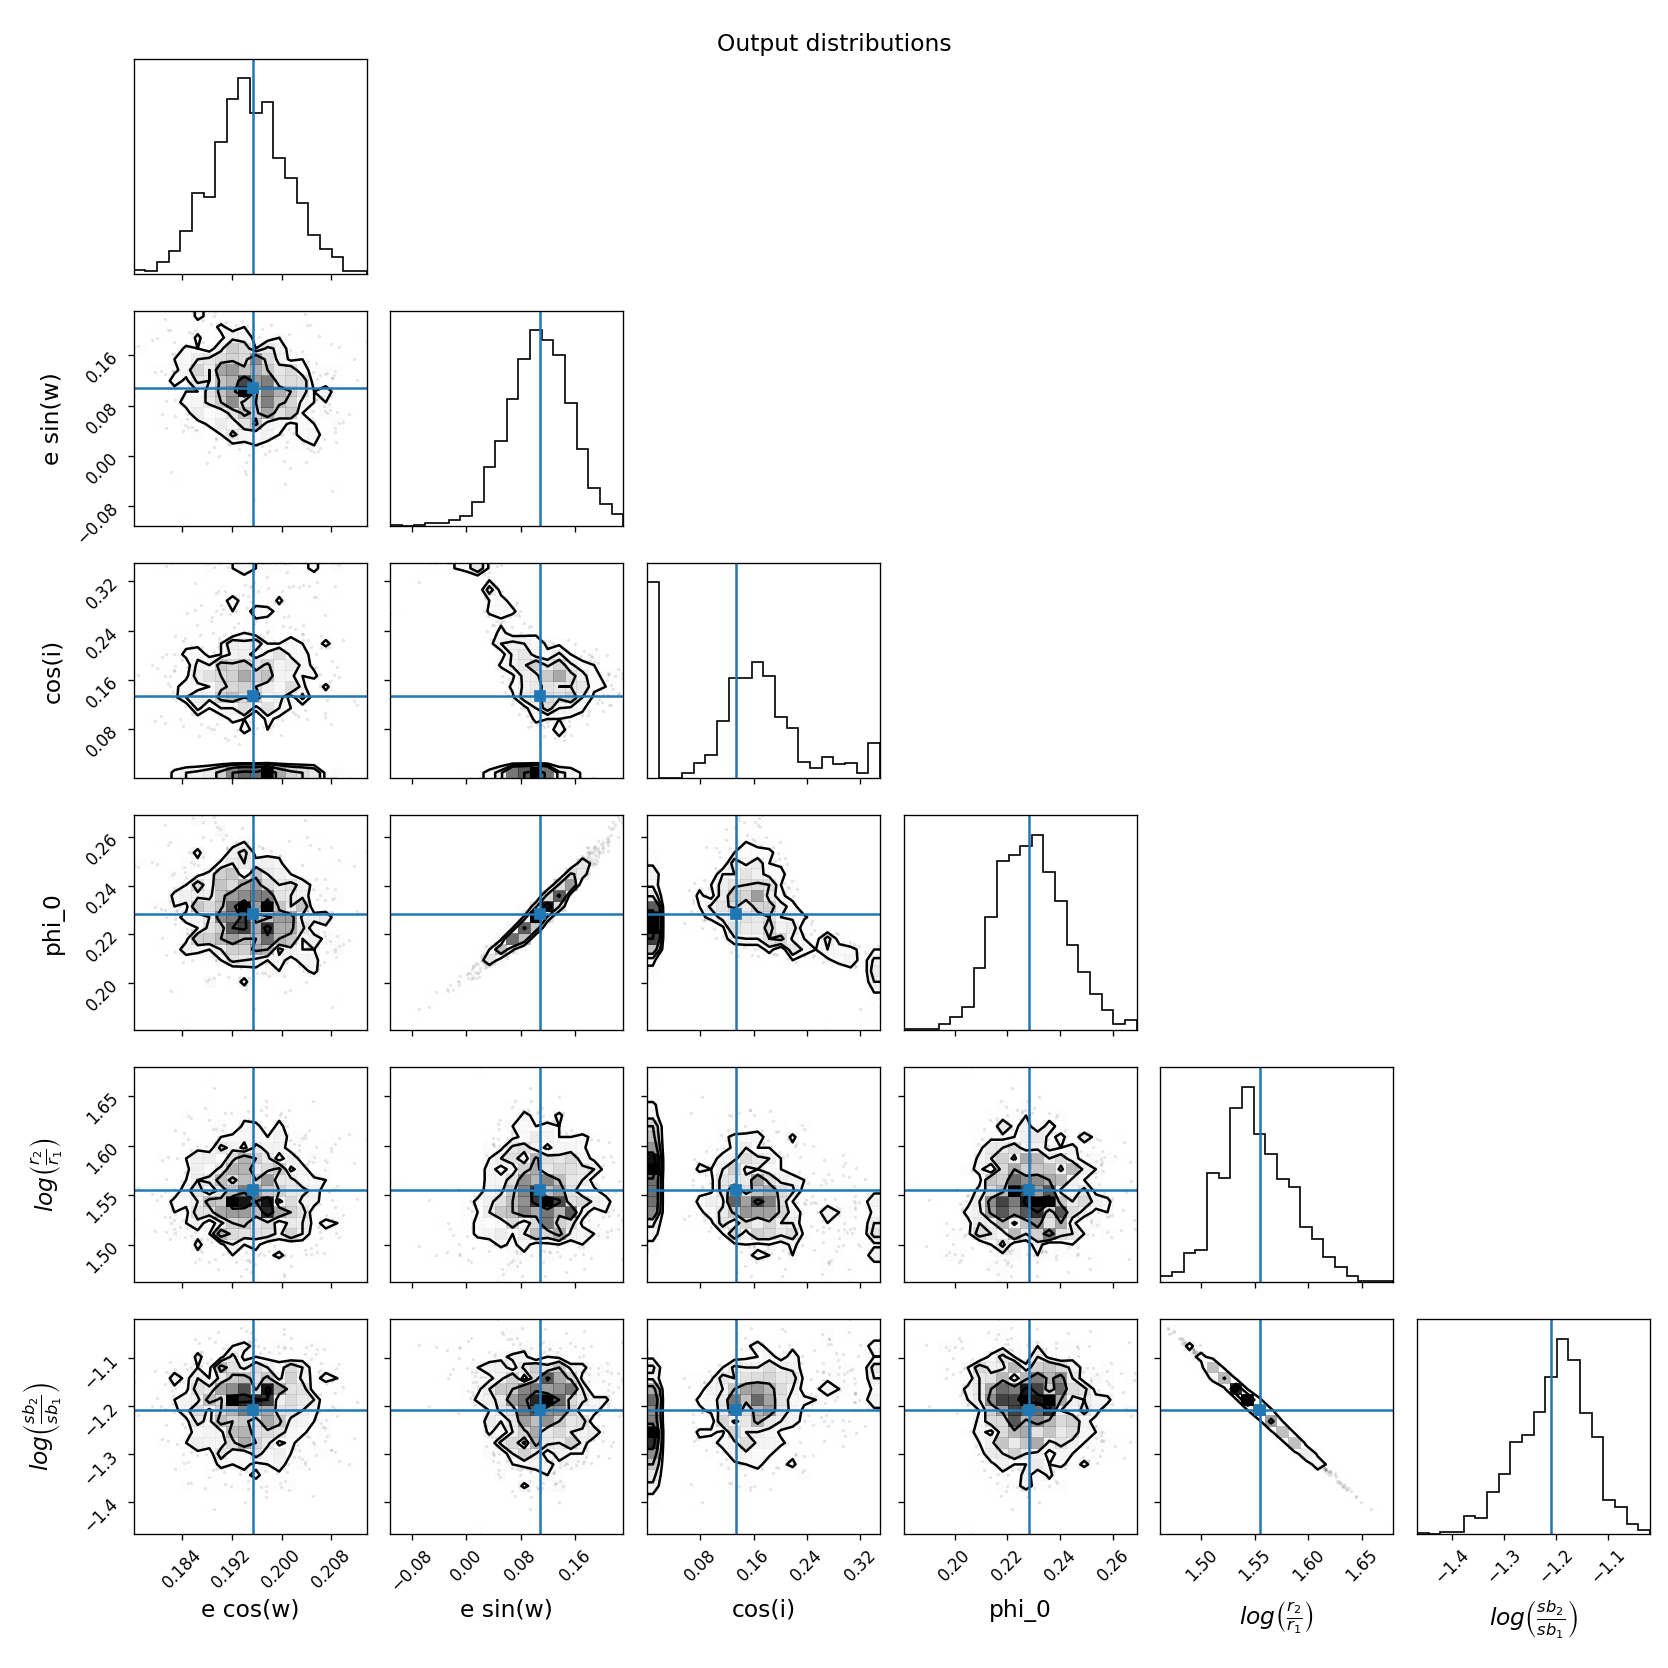 Output distributions
e sin(w)
0.16
0.08
0.00
−0.08
cos(i)
0.32
0.24
0.16
0.08
phi_0
0.26
0.24
0.22
0.20
log(r₂/r₁)
1.65
1.60
1.55
1.50
log(sb₂/sb₁)
−1.1
−1.2
−1.3
−1.4
0.184 0.192 0.200 0.208 −0.08 0.00 0.08 0.16 0.08 0.16 0.24 0.32 0.20 0.22 0.24 0.26 1.50 1.55 1.60 1.65 −1.4 −1.3 −1.2 −1.1
e cos(w) e sin(w) cos(i) phi_0 log(r₂/r₁) log(sb₂/sb₁)